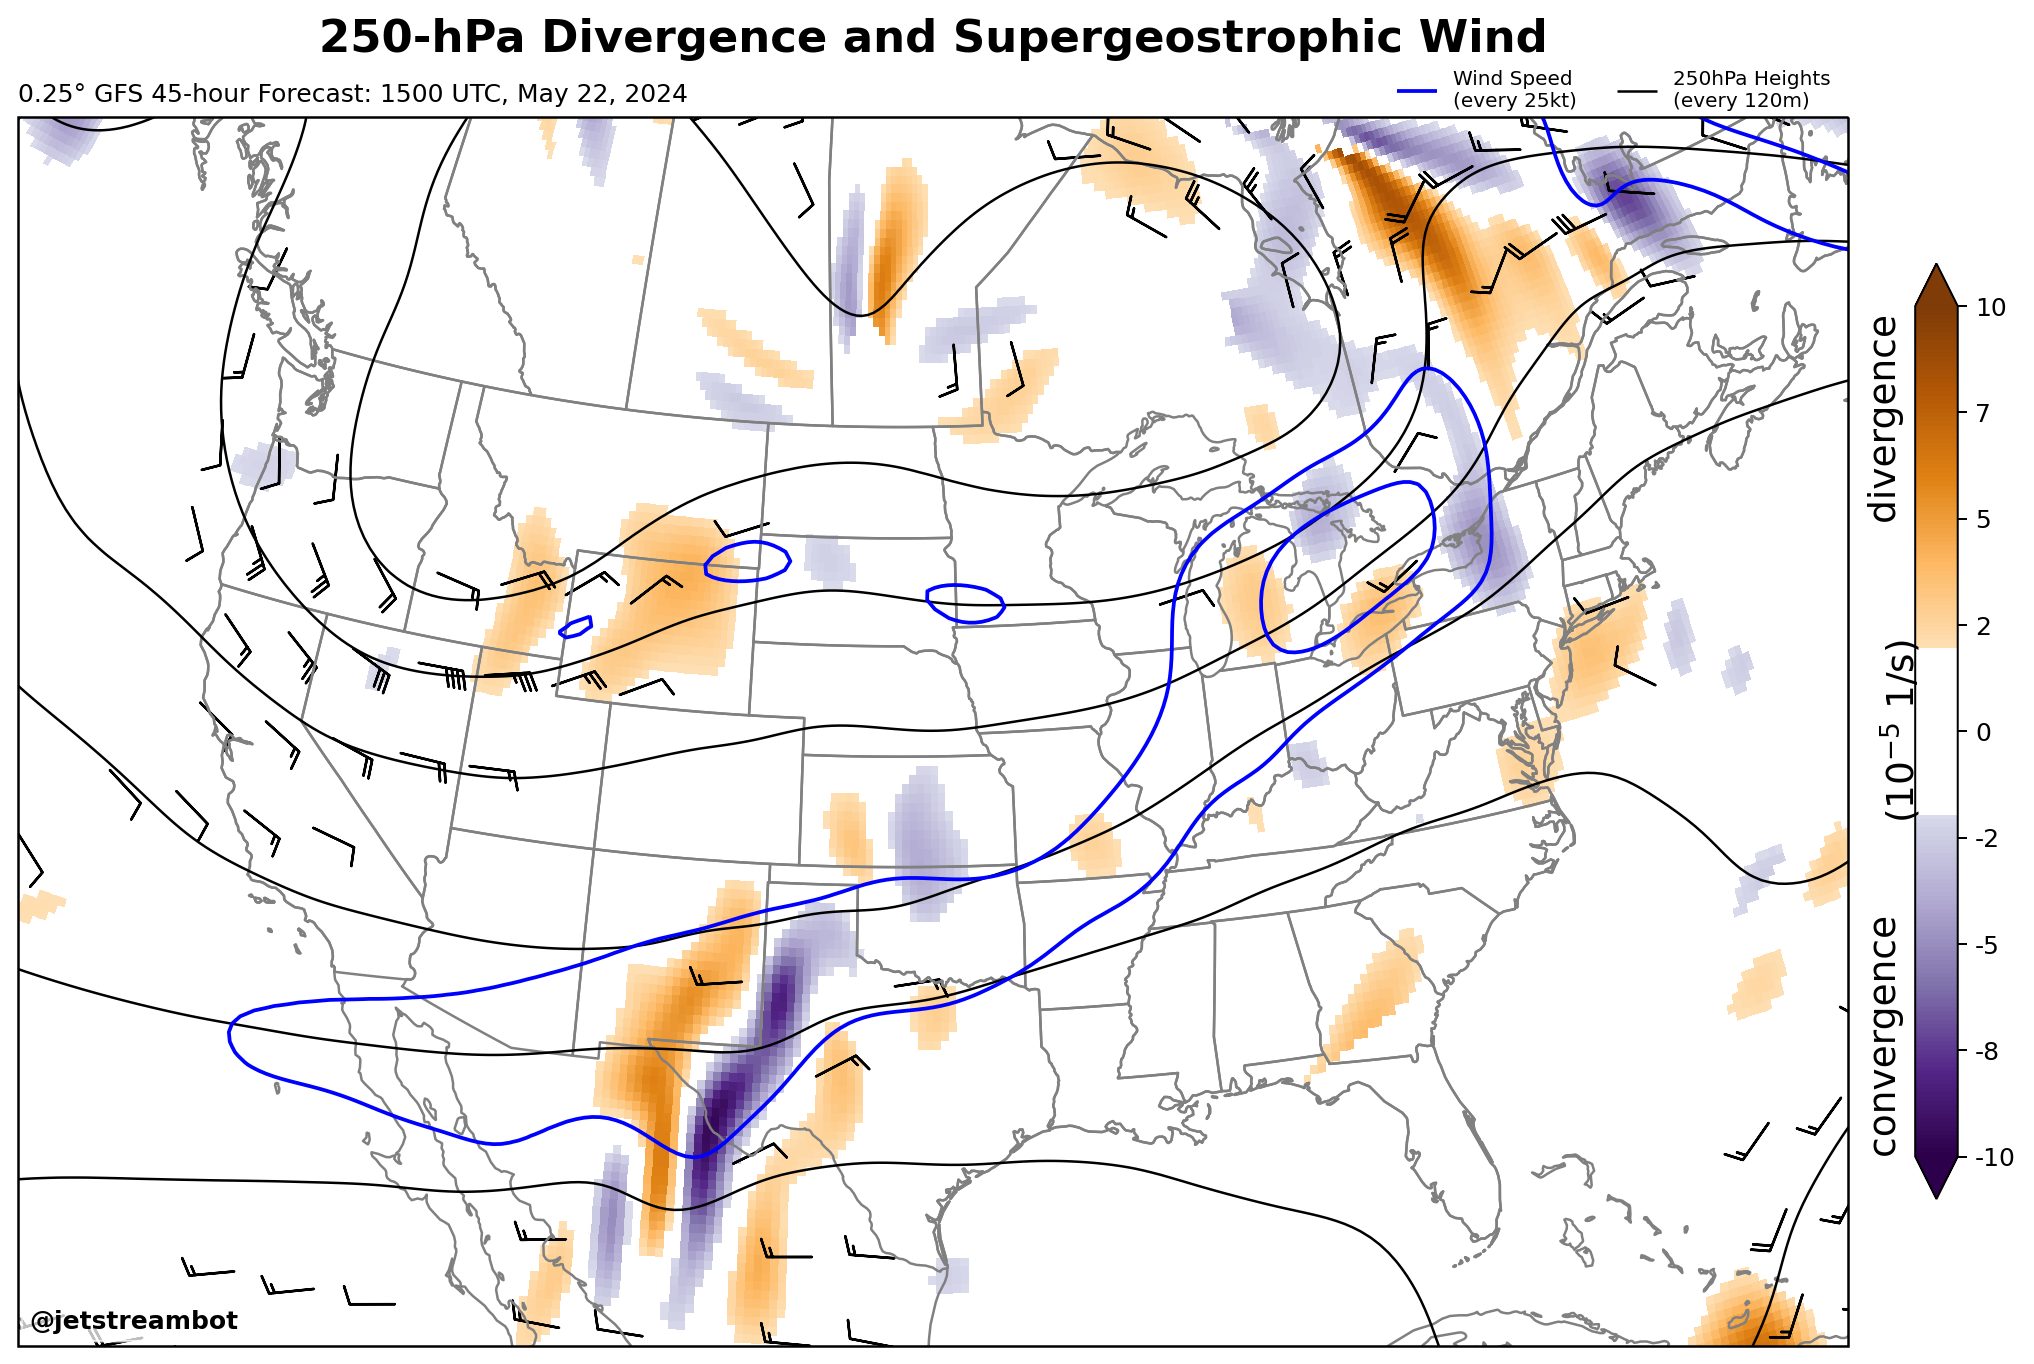 250-hPa Divergence and Supergeostrophic Wind
0.25° GFS 45-hour Forecast: 1500 UTC, May 22, 2024
Wind Speed
(every 25kt)
250hPa Heights
(every 120m)
divergence
(10⁻⁵ 1/s)
convergence
10
7
5
2
0
-2
-5
-8
-10
@jetstreambot